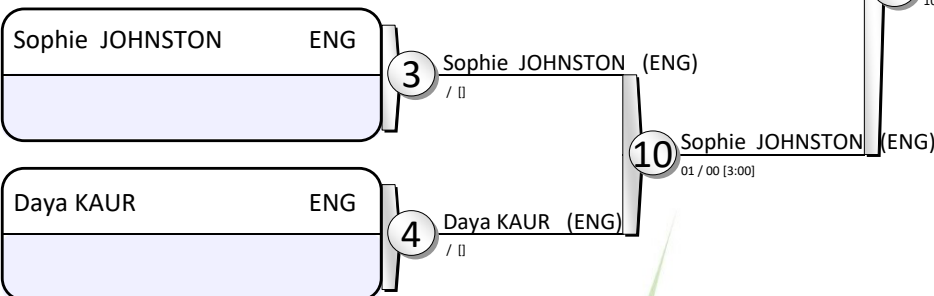 Sophie JOHNSTON ENG
3
Sophie JOHNSTON (ENG)
/ []
10
Sophie JOHNSTON (ENG)
01 / 00 [3:00]
Daya KAUR ENG
4
Daya KAUR (ENG)
/ []